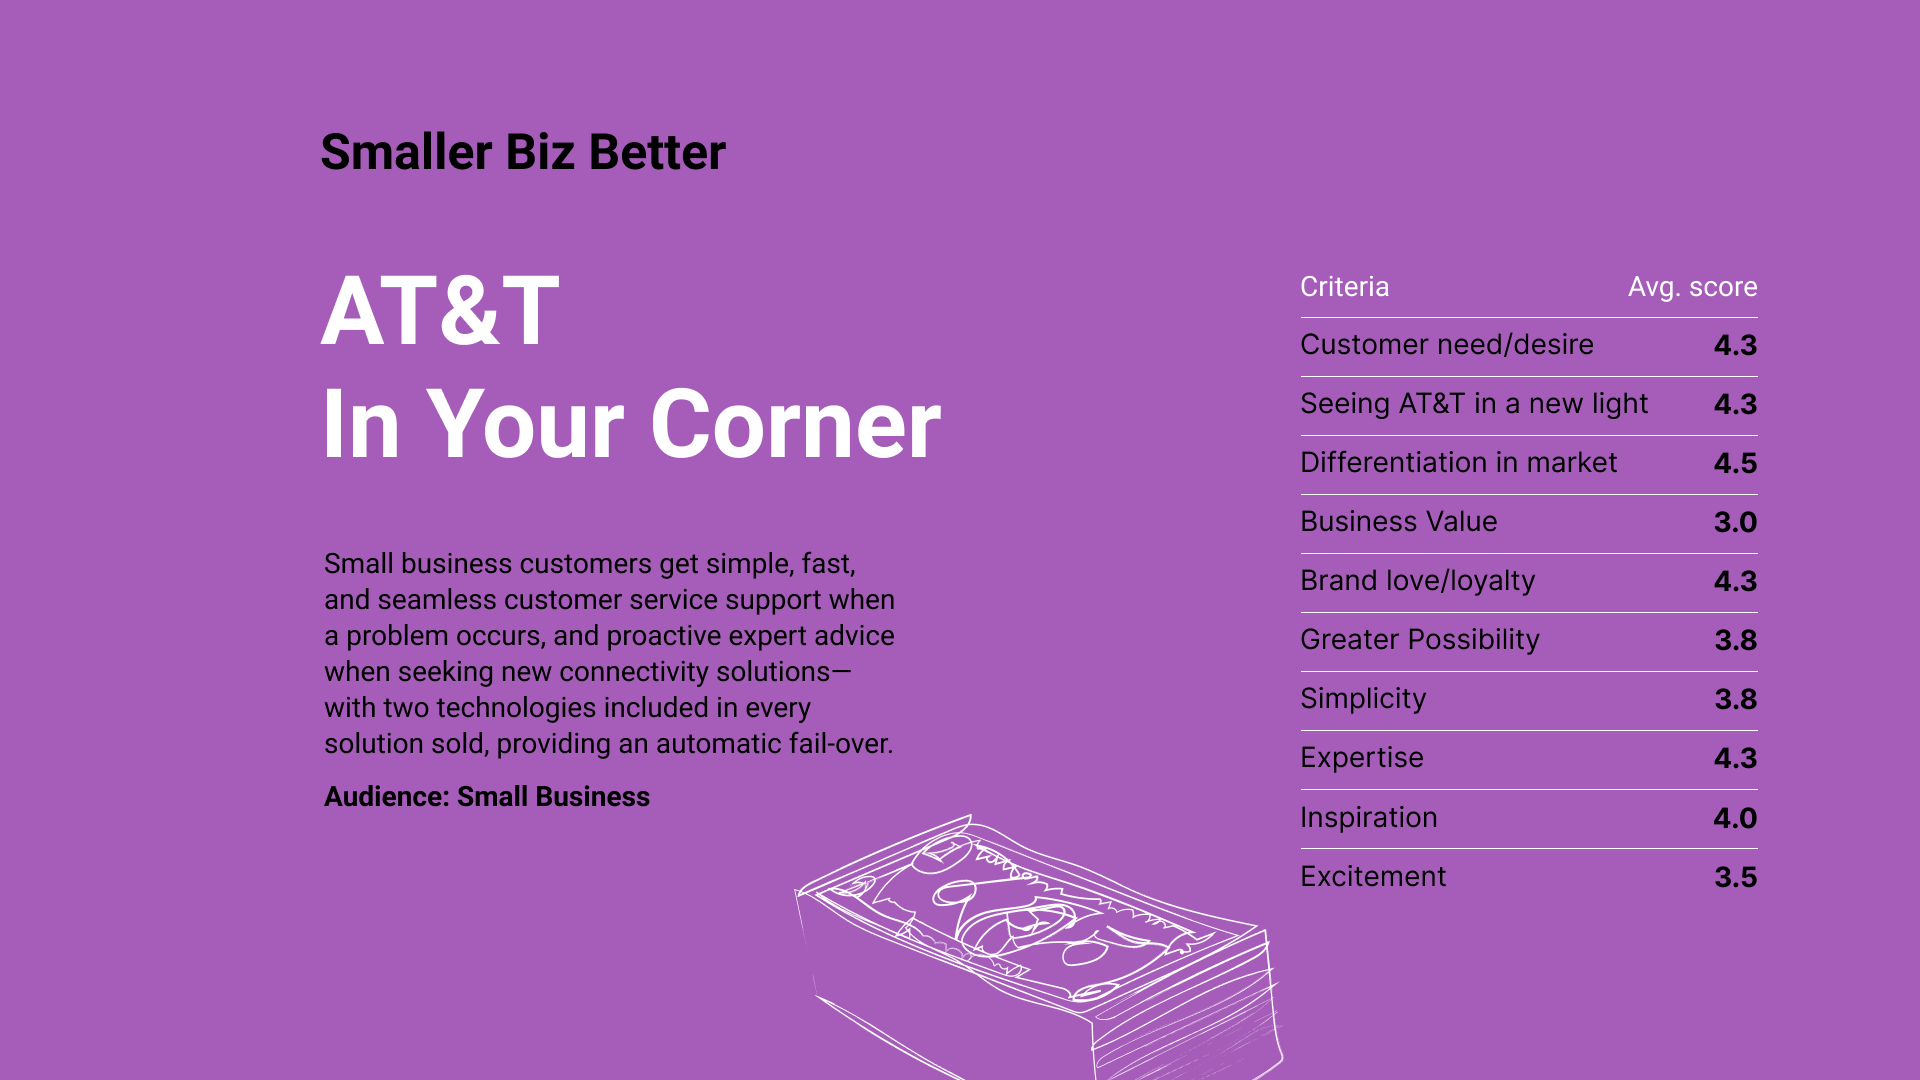 Smaller Biz Better
AT&T
In Your Corner
Small business customers get simple, fast,
and seamless customer service support when
a problem occurs, and proactive expert advice
when seeking new connectivity solutions—
with two technologies included in every
solution sold, providing an automatic fail-over.
Audience: Small Business
Criteria Avg. score
Customer need/desire 4.3
Seeing AT&T in a new light 4.3
Differentiation in market 4.5
Business Value 3.0
Brand love/loyalty 4.3
Greater Possibility 3.8
Simplicity 3.8
Expertise 4.3
Inspiration 4.0
Excitement 3.5